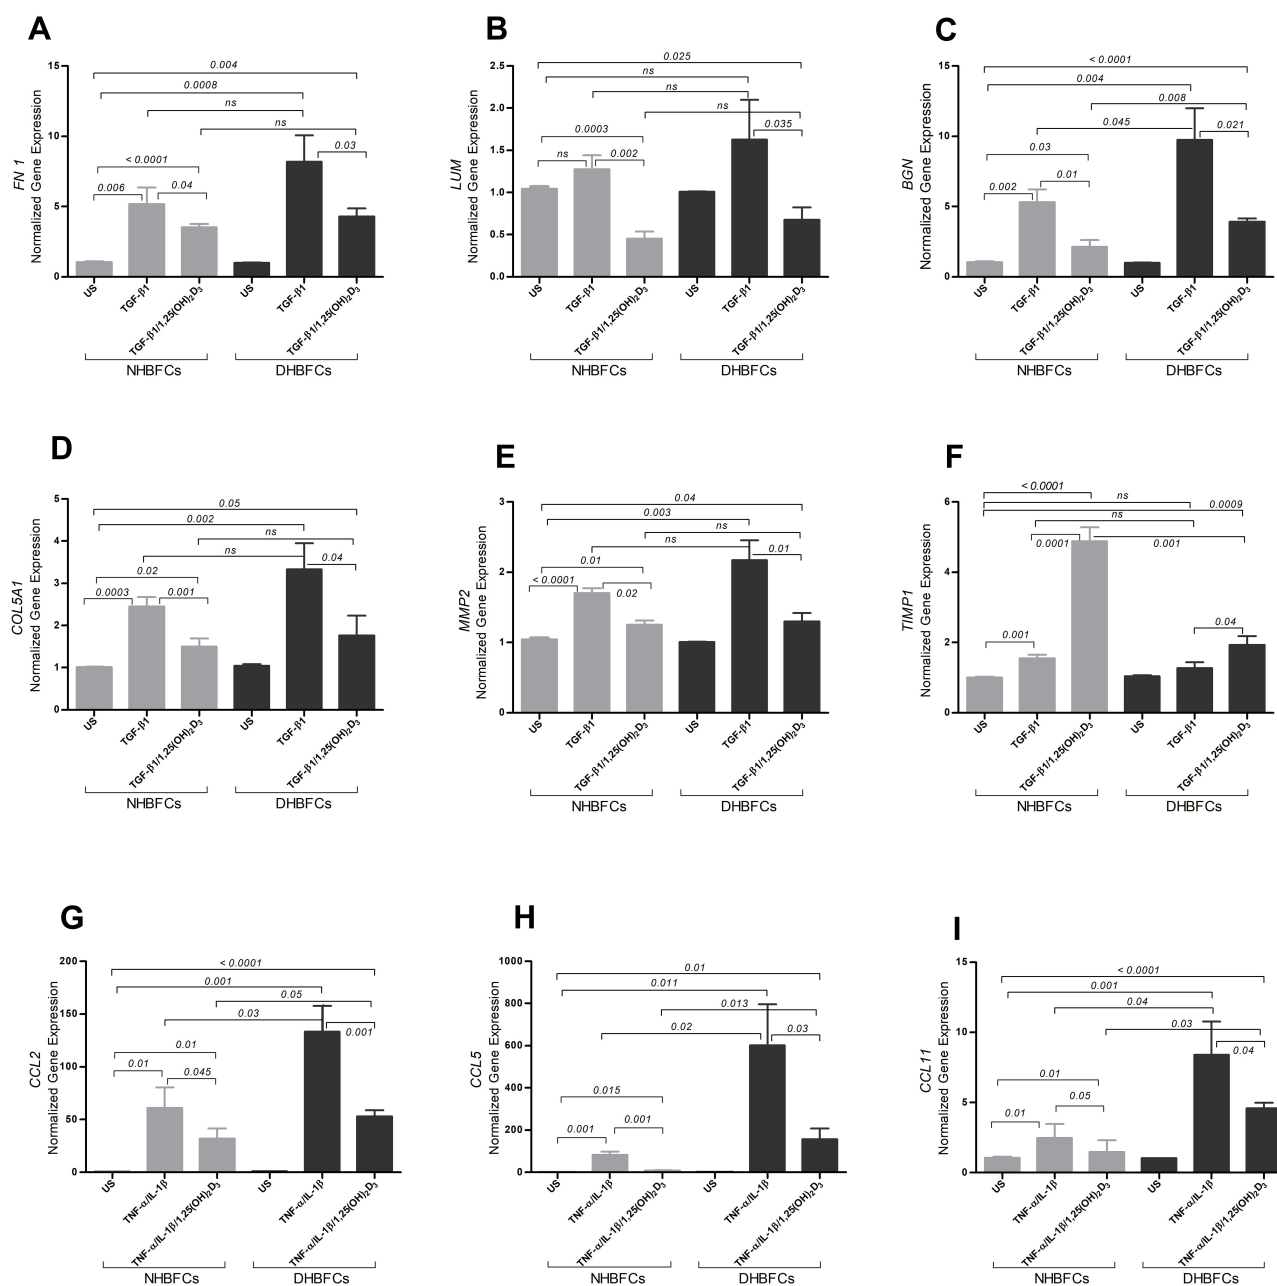 A
15
10
5
0
FN 1
Normalized Gene Expression
0.004
0.0008
ns
ns
< 0.0001
0.006
0.04
0.03
US
TGF-β1
TGF-β1/1,25(OH)₂D₃
US
TGF-β1
TGF-β1/1,25(OH)₂D₃
NHBFCs
DHBFCs
B
2.5
2.0
1.5
1.0
0.5
0.0
LUM
Normalized Gene Expression
0.025
ns
ns
ns
0.0003
ns
0.002
0.035
US
TGF-β1
TGF-β1/1,25(OH)₂D₃
US
TGF-β1
TGF-β1/1,25(OH)₂D₃
NHBFCs
DHBFCs
C
15
10
5
0
BGN
Normalized Gene Expression
< 0.0001
0.004
0.008
0.045
0.021
0.03
0.002
0.01
US
TGF-β1
TGF-β1/1,25(OH)₂D₃
US
TGF-β1
TGF-β1/1,25(OH)₂D₃
NHBFCs
DHBFCs
D
5
4
3
2
1
0
COL5A1
Normalized Gene Expression
0.05
0.002
ns
ns
0.04
0.02
0.0003
0.001
US
TGF-β1
TGF-β1/1,25(OH)₂D₃
US
TGF-β1
TGF-β1/1,25(OH)₂D₃
NHBFCs
DHBFCs
E
3
2
1
0
MMP2
Normalized Gene Expression
0.04
0.003
ns
ns
0.01
0.01
< 0.0001
0.02
US
TGF-β1
TGF-β1/1,25(OH)₂D₃
US
TGF-β1
TGF-β1/1,25(OH)₂D₃
NHBFCs
DHBFCs
F
6
4
2
0
TIMP1
Normalized Gene Expression
< 0.0001
ns
0.0009
ns
0.0001
0.001
0.001
0.04
US
TGF-β1
TGF-β1/1,25(OH)₂D₃
US
TGF-β1
TGF-β1/1,25(OH)₂D₃
NHBFCs
DHBFCs
G
200
150
100
50
0
CCL2
Normalized Gene Expression
< 0.0001
0.001
0.05
0.03
0.001
0.01
0.01
0.045
US
TNF-α/IL-1β
TNF-α/IL-1β/1,25(OH)₂D₃
US
TNF-α/IL-1β
TNF-α/IL-1β/1,25(OH)₂D₃
NHBFCs
DHBFCs
H
1000
800
600
400
200
0
CCL5
Normalized Gene Expression
0.01
0.011
0.013
0.02
0.03
0.015
0.001
0.001
US
TNF-α/IL-1β
TNF-α/IL-1β/1,25(OH)₂D₃
US
TNF-α/IL-1β
TNF-α/IL-1β/1,25(OH)₂D₃
NHBFCs
DHBFCs
I
15
10
5
0
CCL11
Normalized Gene Expression
< 0.0001
0.001
0.04
0.03
0.04
0.01
0.01
0.05
US
TNF-α/IL-1β
TNF-α/IL-1β/1,25(OH)₂D₃
US
TNF-α/IL-1β
TNF-α/IL-1β/1,25(OH)₂D₃
NHBFCs
DHBFCs